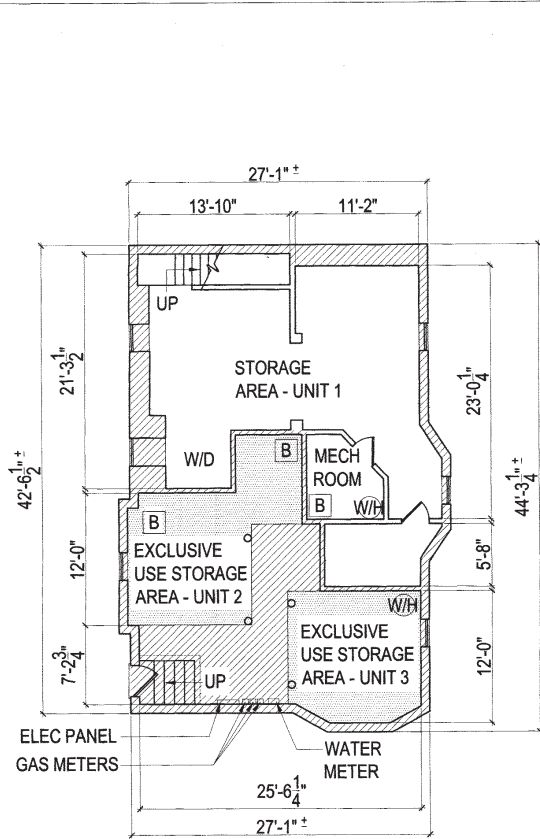 27'-1" ±
13'-10"
11'-2"
UP
21'-3 1/2"
STORAGE
AREA - UNIT 1
23'-0 1/4"
42'-6 1/2" ±
44'-3 1/4" ±
W/D
B
MECH
ROOM
B
W/H
B
EXCLUSIVE
USE STORAGE
AREA - UNIT 2
12'-0"
5'-8"
W/H
EXCLUSIVE
USE STORAGE
AREA - UNIT 3
12'-0"
7'-2 3/4"
UP
ELEC PANEL
GAS METERS
WATER
METER
25'-6 1/4"
27'-1" ±